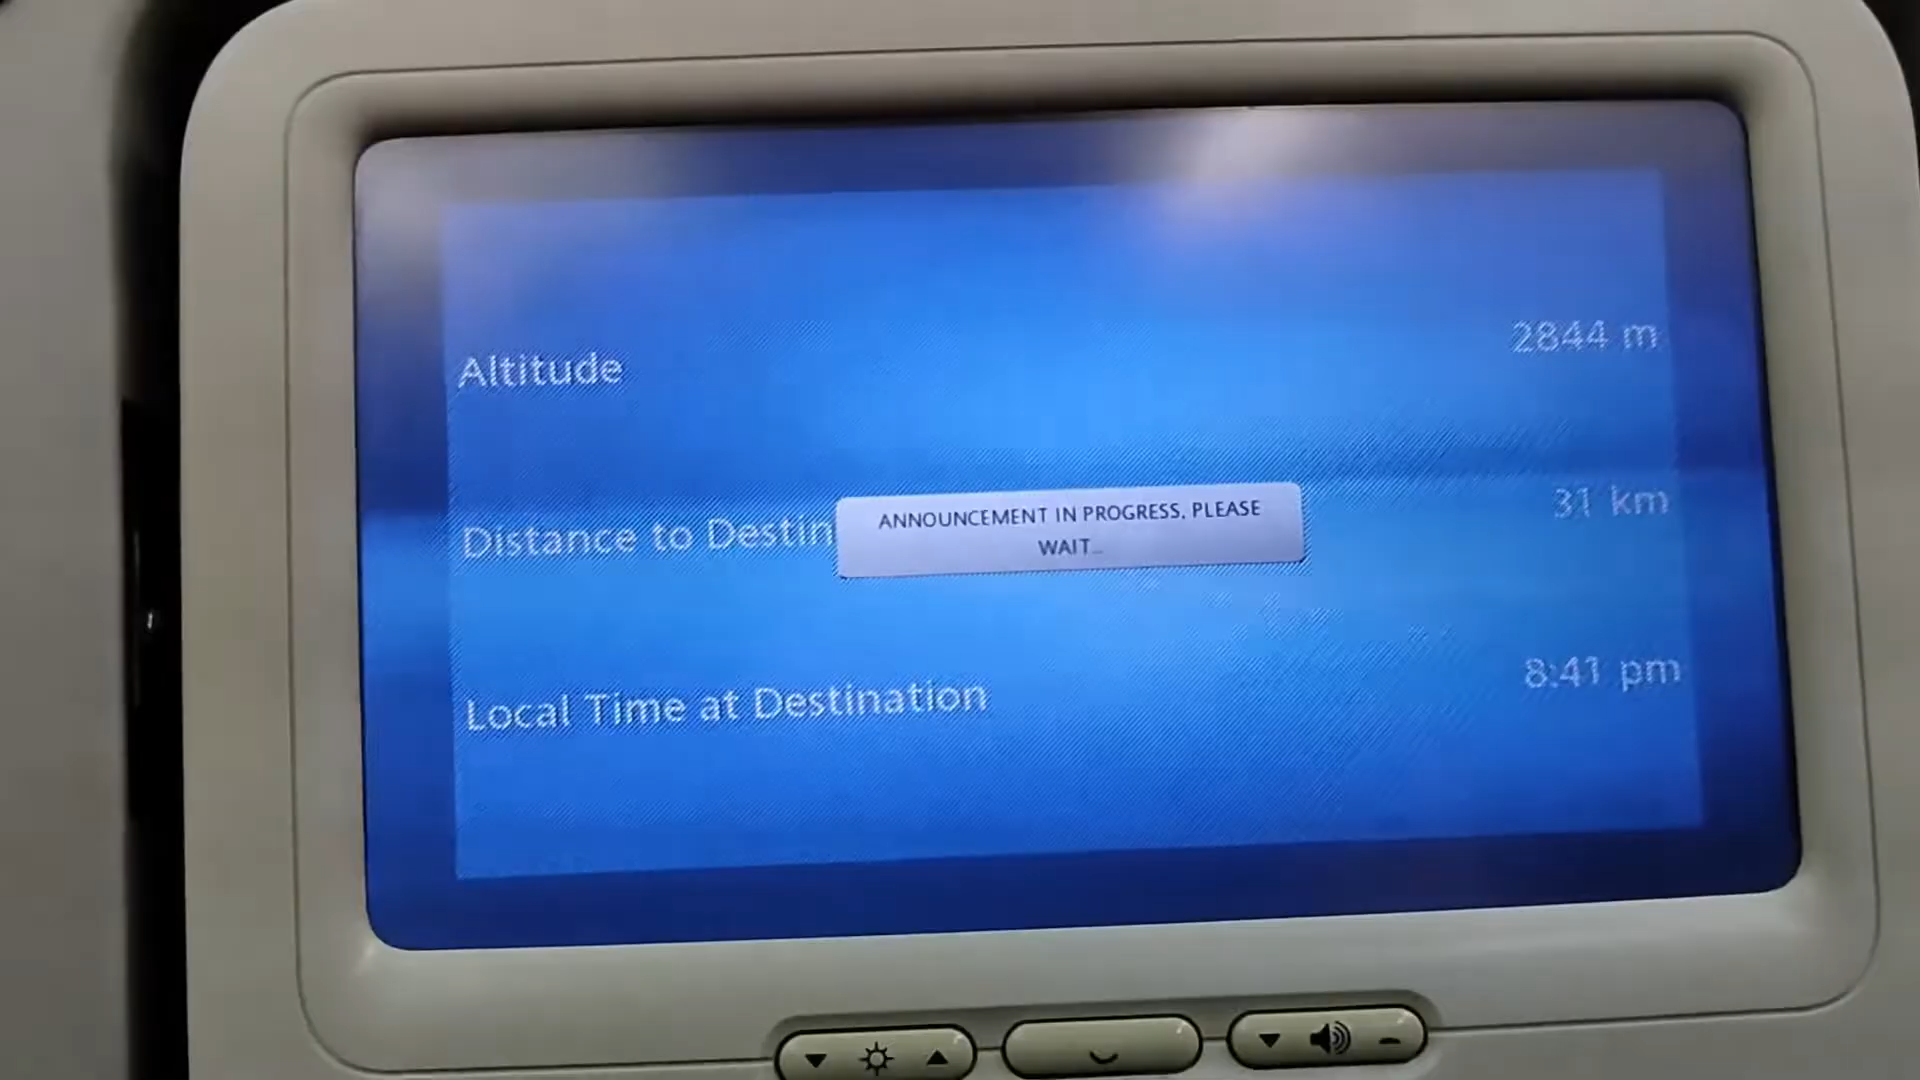 Altitude 2844 m
ANNOUNCEMENT IN PROGRESS, PLEASE
WAIT...
Distance to Destin 31 km
Local Time at Destination 8:41 pm